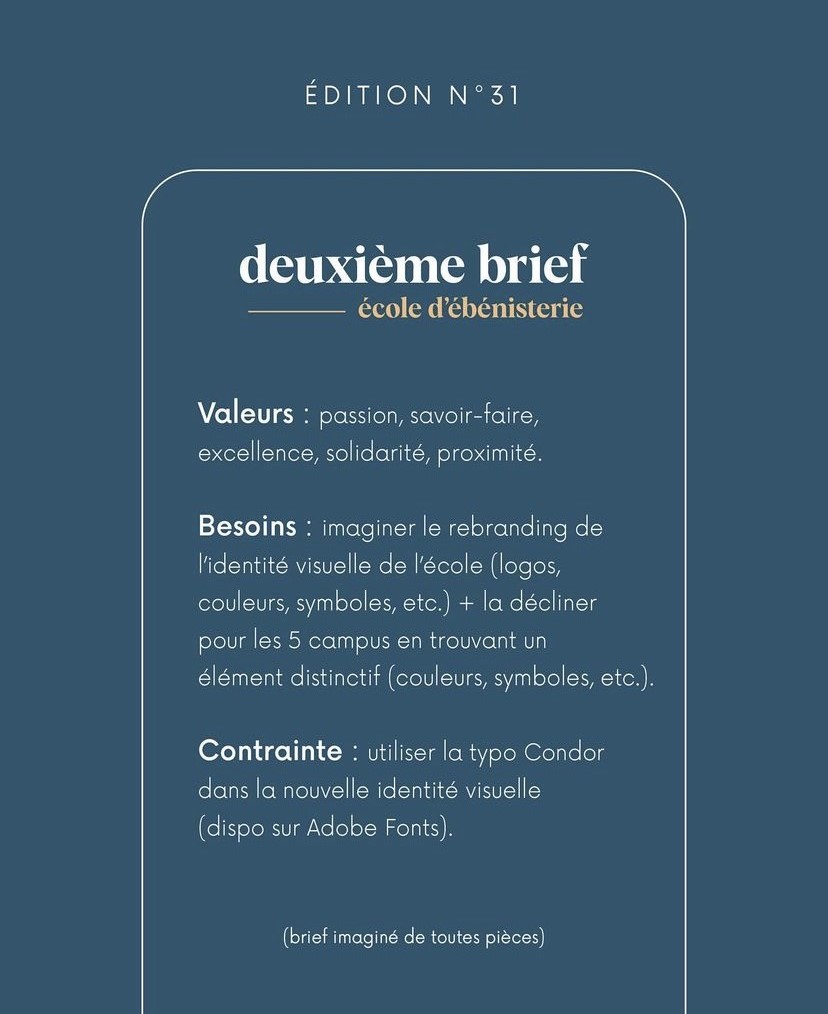 ÉDITION N°31
deuxième brief
école d'ébénisterie
Valeurs : passion, savoir-faire,
excellence, solidarité, proximité.
Besoins : imaginer le rebranding de
l'identité visuelle de l'école (logos,
couleurs, symboles, etc.) + la décliner
pour les 5 campus en trouvant un
élément distinctif (couleurs, symboles, etc.).
Contrainte : utiliser la typo Condor
dans la nouvelle identité visuelle
(dispo sur Adobe Fonts).
(brief imaginé de toutes pièces)